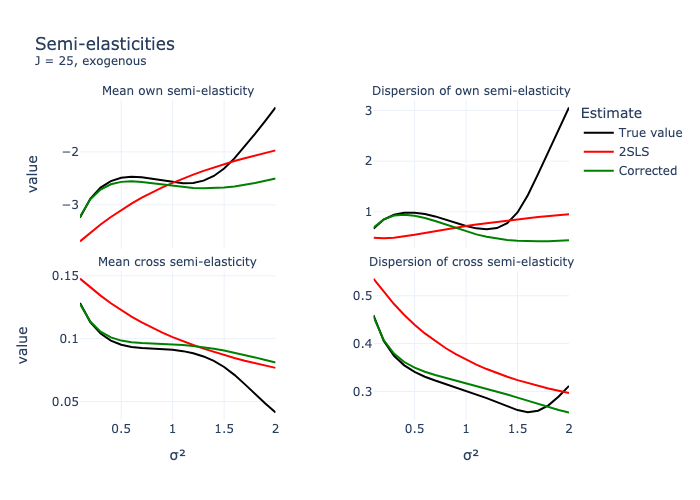 Semi-elasticities
J = 25, exogenous
Mean own semi-elasticity
Dispersion of own semi-elasticity
Estimate
True value
2SLS
Corrected
value
−2
−3
3
2
1
Mean cross semi-elasticity
Dispersion of cross semi-elasticity
value
0.15
0.1
0.05
0.5
0.4
0.3
0.5
1
1.5
2
0.5
1
1.5
2
σ²
σ²